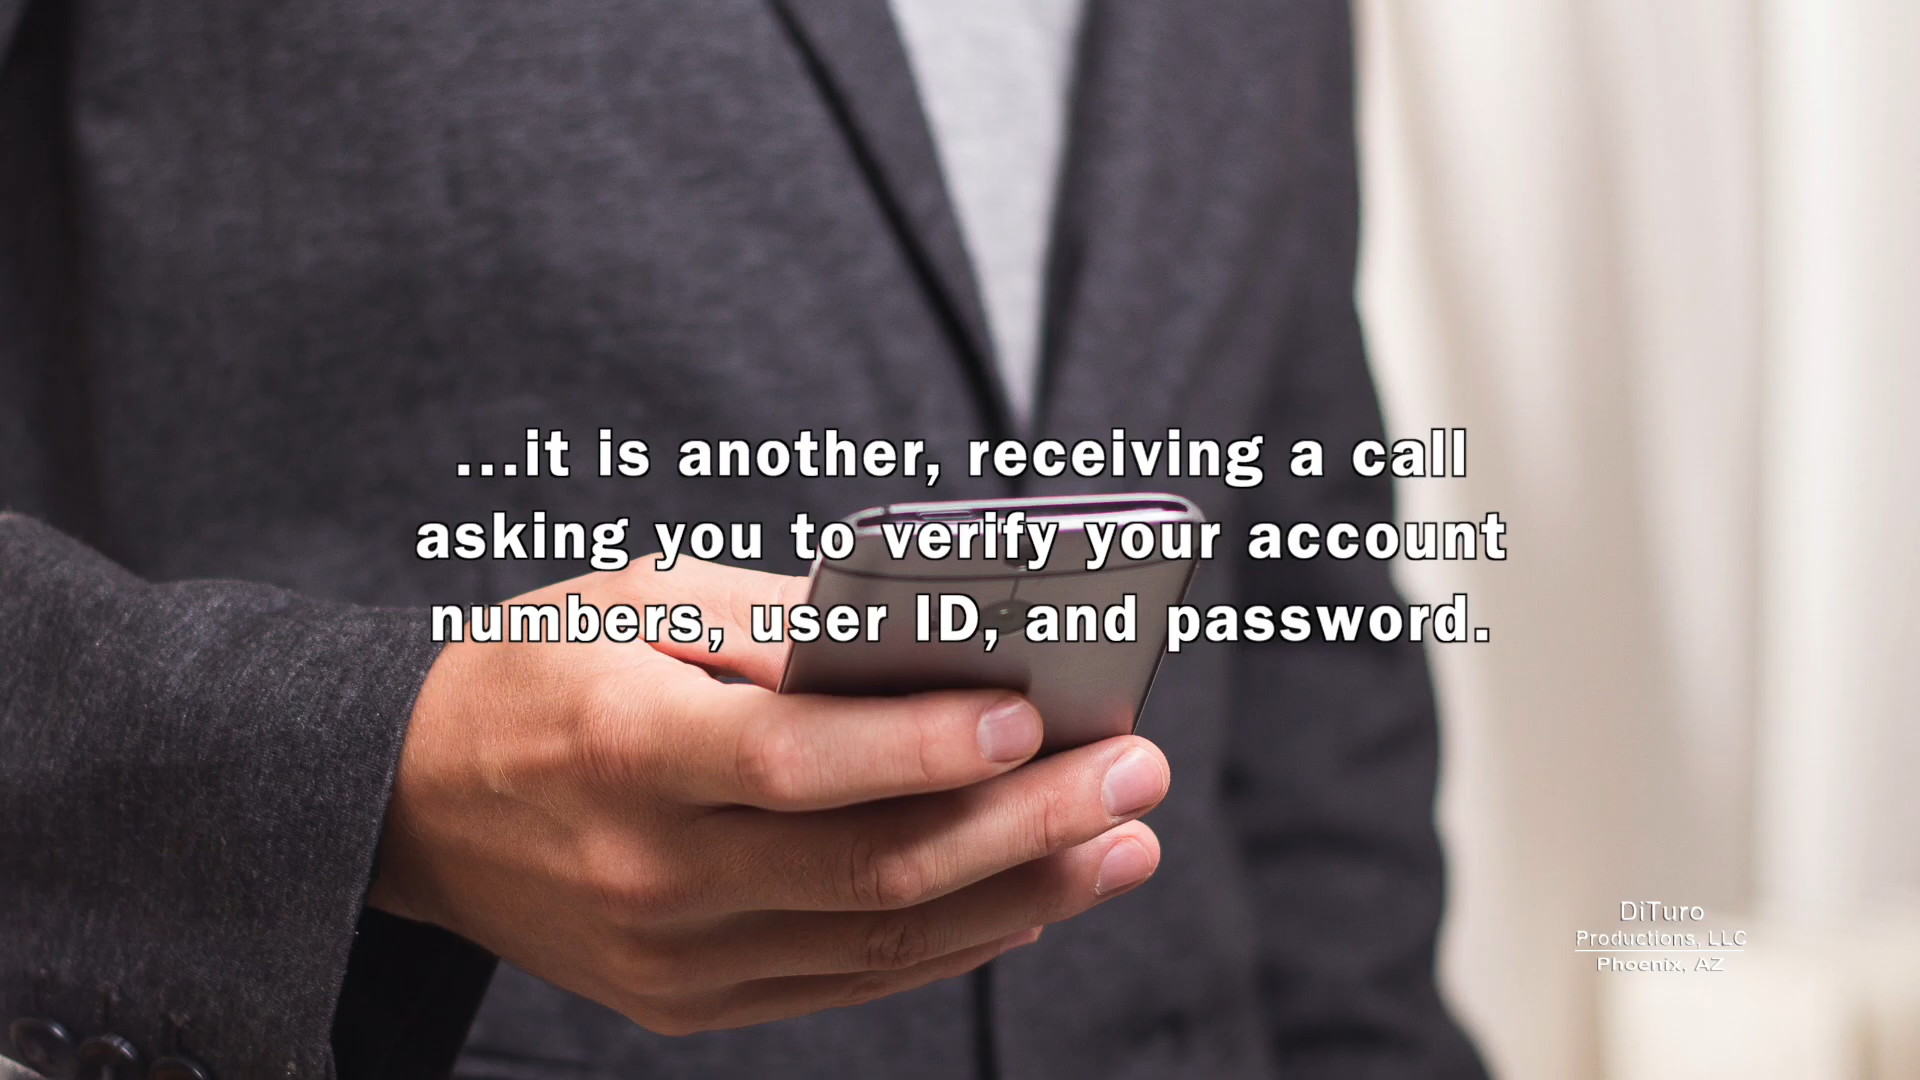 ...it is another, receiving a call
asking you to verify your account
numbers, user ID, and password.
DiTuro
Productions, LLC
Phoenix, AZ